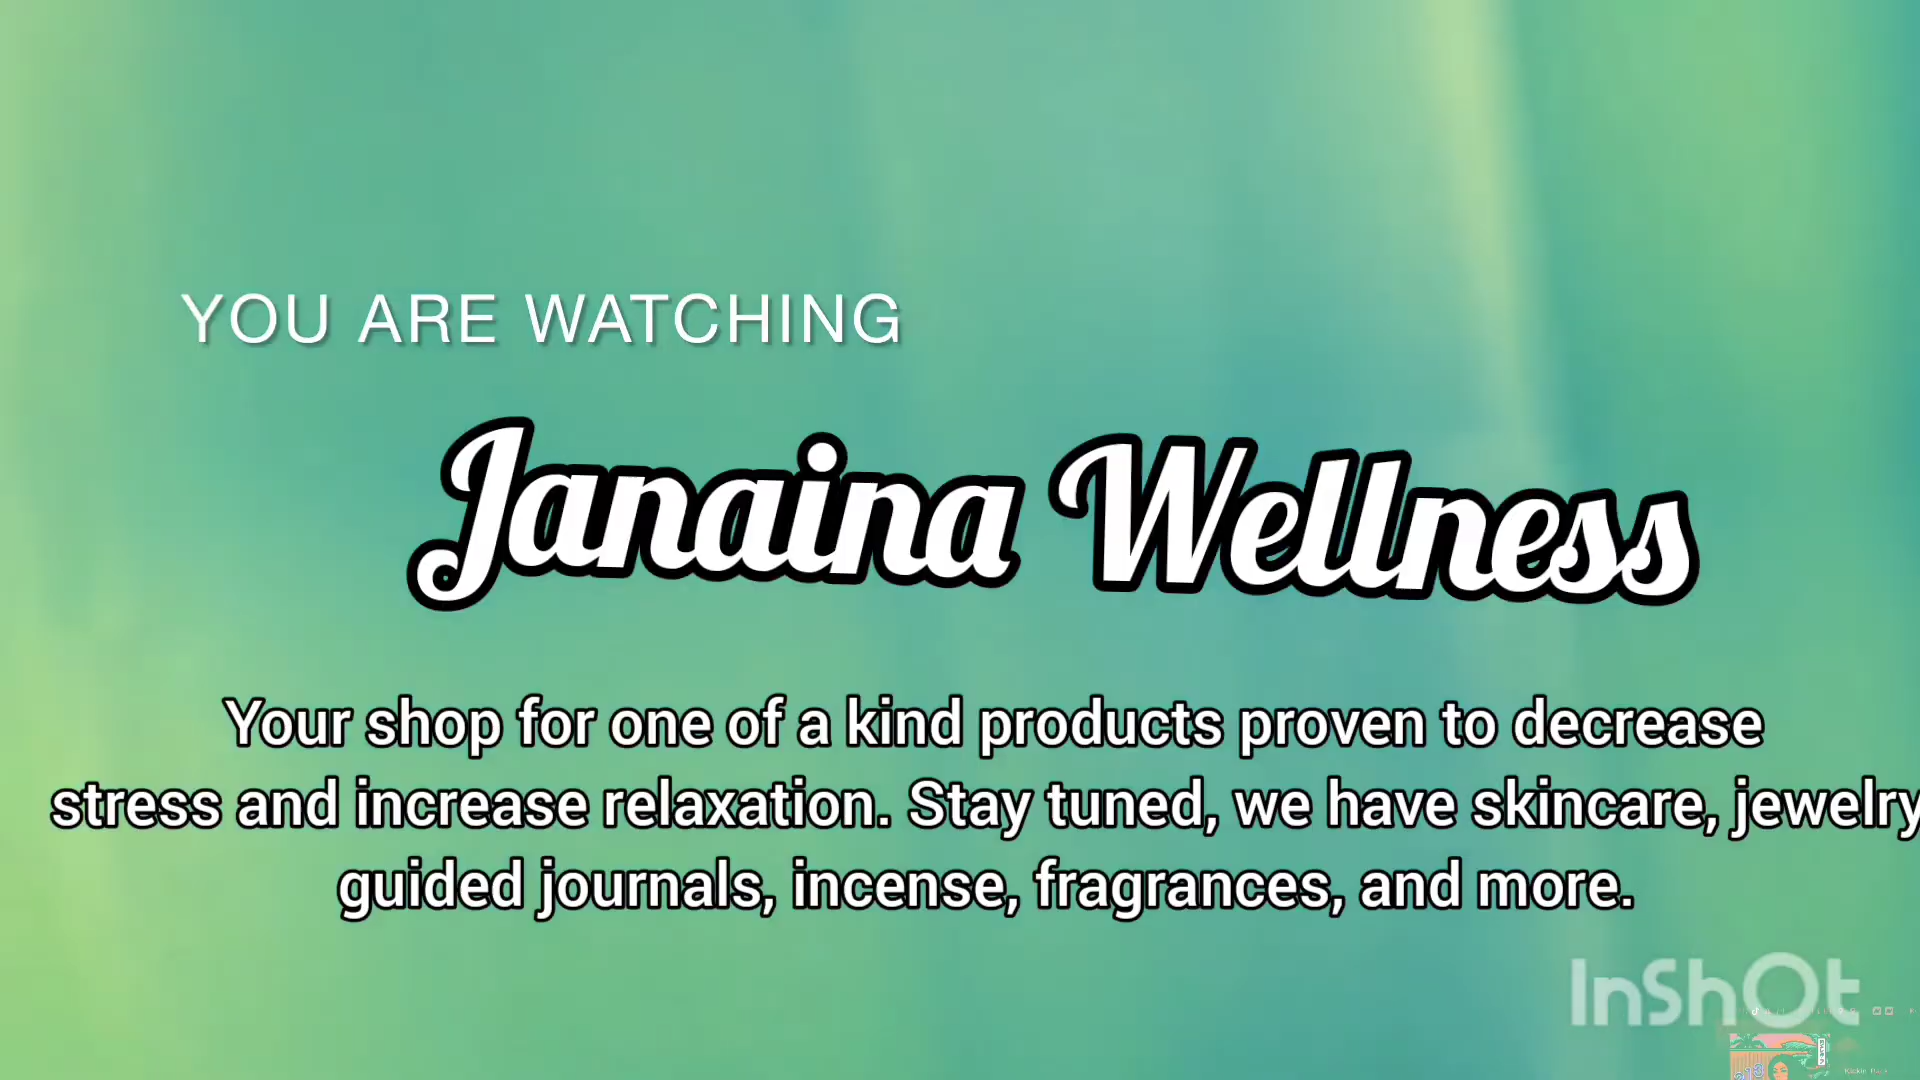 YOU ARE WATCHING
Janaina Wellness
Your shop for one of a kind products proven to decrease
stress and increase relaxation. Stay tuned, we have skincare, jewelry
guided journals, incense, fragrances, and more.
InShOt
213